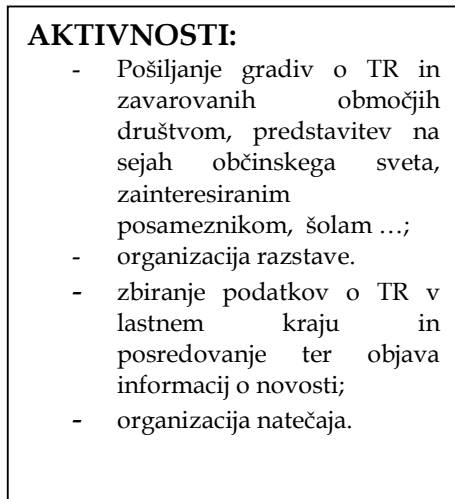 AKTIVNOSTI:
- Pošiljanje gradiv o TR in
zavarovanih območjih
društvom, predstavitev na
sejah občinskega sveta,
zainteresiranim
posameznikom, šolam …;
- organizacija razstave.
- zbiranje podatkov o TR v
lastnem kraju in
posredovanje ter objava
informacij o novosti;
- organizacija natečaja.